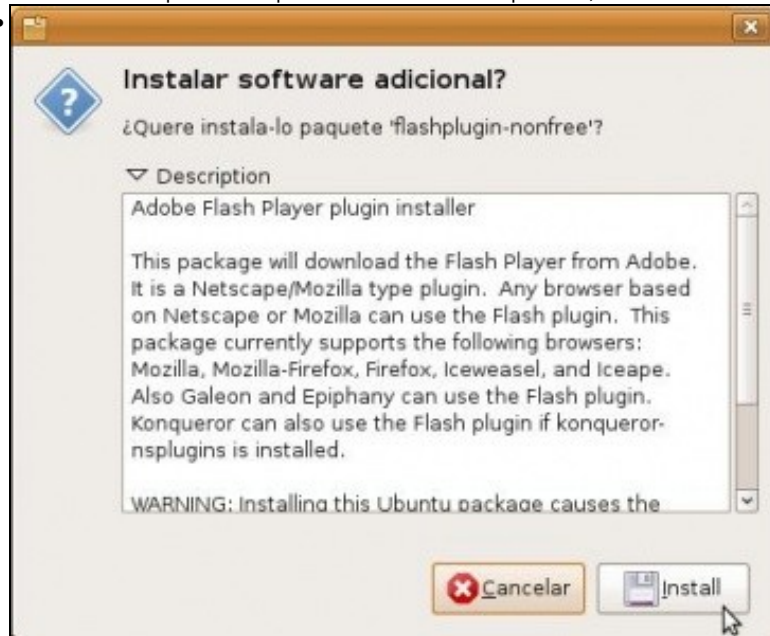 Instalar software adicional?
¿Quere instala-lo paquete 'flashplugin-nonfree'?
Description
Adobe Flash Player plugin installer
This package will download the Flash Player from Adobe.
It is a Netscape/Mozilla type plugin. Any browser based
on Netscape or Mozilla can use the Flash plugin. This
package currently supports the following browsers:
Mozilla, Mozilla-Firefox, Firefox, Iceweasel, and Iceape.
Also Galeon and Epiphany can use the Flash plugin.
Konqueror can also use the Flash plugin if konqueror-
nsplugins is installed.
WARNING: Installing this Ubuntu package causes the
Cancelar
Install